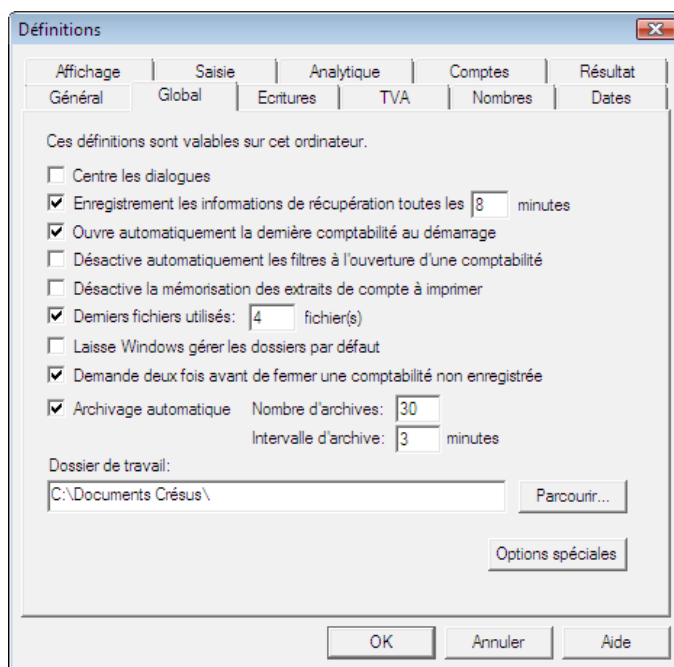 Définitions
Affichage Saisie Analytique Comptes Résultat
Général Global Ecritures TVA Nombres Dates
Ces définitions sont valables sur cet ordinateur.
Centre les dialogues
Enregistrement les informations de récupération toutes les 8 minutes
Ouvre automatiquement la dernière comptabilité au démarrage
Désactive automatiquement les filtres à l'ouverture d'une comptabilité
Désactive la mémorisation des extraits de compte à imprimer
Derniers fichiers utilisés: 4 fichier(s)
Laisse Windows gérer les dossiers par défaut
Demande deux fois avant de fermer une comptabilité non enregistrée
Archivage automatique Nombre d'archives: 30
Intervalle d'archive: 3 minutes
Dossier de travail:
C:\Documents Crésus\ Parcourir...
Options spéciales
OK Annuler Aide